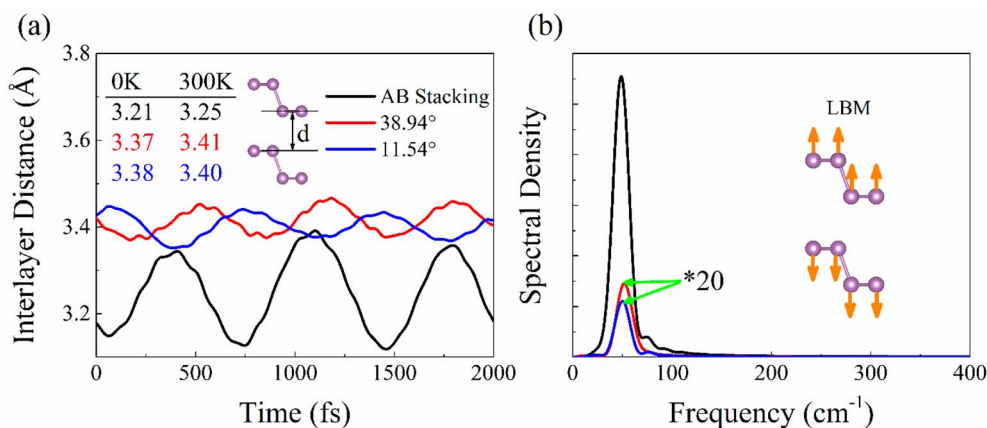 (a)
Interlayer Distance (Å)
3.8
3.6
3.4
3.2
0K 300K
3.21 3.25
3.37 3.41
3.38 3.40
d
AB Stacking
38.94°
11.54°
0 500 1000 1500 2000
Time (fs)
(b)
Spectral Density
LBM
*20
0 100 200 300 400
Frequency (cm⁻¹)